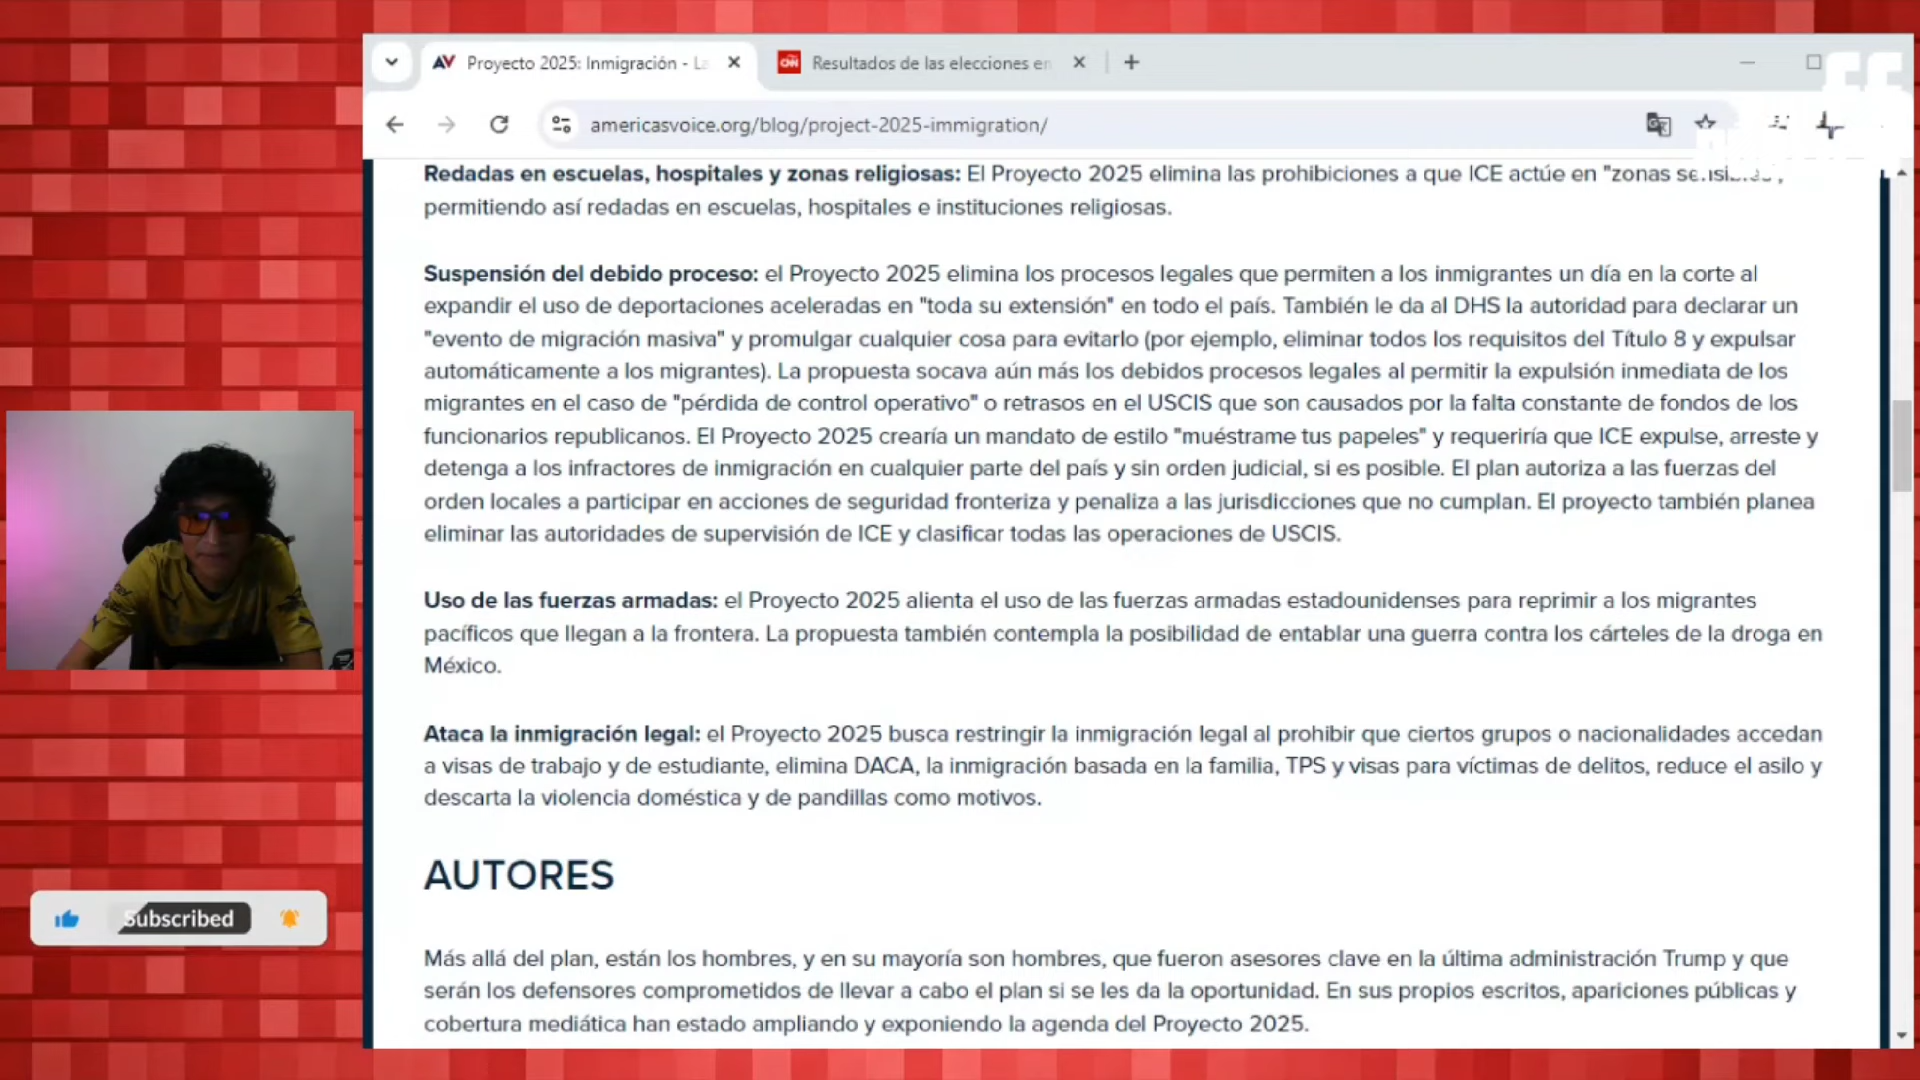 Proyecto 2025: Inmigración - La
Resultados de las elecciones en
americasvoice.org/blog/project-2025-immigration/
Redadas en escuelas, hospitales y zonas religiosas: El Proyecto 2025 elimina las prohibiciones a que ICE actúe en "zonas sensibles",
permitiendo así redadas en escuelas, hospitales e instituciones religiosas.
Suspensión del debido proceso: el Proyecto 2025 elimina los procesos legales que permiten a los inmigrantes un día en la corte al
expandir el uso de deportaciones aceleradas en "toda su extensión" en todo el país. También le da al DHS la autoridad para declarar un
"evento de migración masiva" y promulgar cualquier cosa para evitarlo (por ejemplo, eliminar todos los requisitos del Título 8 y expulsar
automáticamente a los migrantes). La propuesta socava aún más los debidos procesos legales al permitir la expulsión inmediata de los
migrantes en el caso de "pérdida de control operativo" o retrasos en el USCIS que son causados por la falta constante de fondos de los
funcionarios republicanos. El Proyecto 2025 crearía un mandato de estilo "muéstrame tus papeles" y requeriría que ICE expulse, arreste y
detenga a los infractores de inmigración en cualquier parte del país y sin orden judicial, si es posible. El plan autoriza a las fuerzas del
orden locales a participar en acciones de seguridad fronteriza y penaliza a las jurisdicciones que no cumplan. El proyecto también planea
eliminar las autoridades de supervisión de ICE y clasificar todas las operaciones de USCIS.
Uso de las fuerzas armadas: el Proyecto 2025 alienta el uso de las fuerzas armadas estadounidenses para reprimir a los migrantes
pacíficos que llegan a la frontera. La propuesta también contempla la posibilidad de entablar una guerra contra los cárteles de la droga en
México.
Ataca la inmigración legal: el Proyecto 2025 busca restringir la inmigración legal al prohibir que ciertos grupos o nacionalidades accedan
a visas de trabajo y de estudiante, elimina DACA, la inmigración basada en la familia, TPS y visas para víctimas de delitos, reduce el asilo y
descarta la violencia doméstica y de pandillas como motivos.
AUTORES
Más allá del plan, están los hombres, y en su mayoría son hombres, que fueron asesores clave en la última administración Trump y que
serán los defensores comprometidos de llevar a cabo el plan si se les da la oportunidad. En sus propios escritos, apariciones públicas y
cobertura mediática han estado ampliando y exponiendo la agenda del Proyecto 2025.
Subscribed